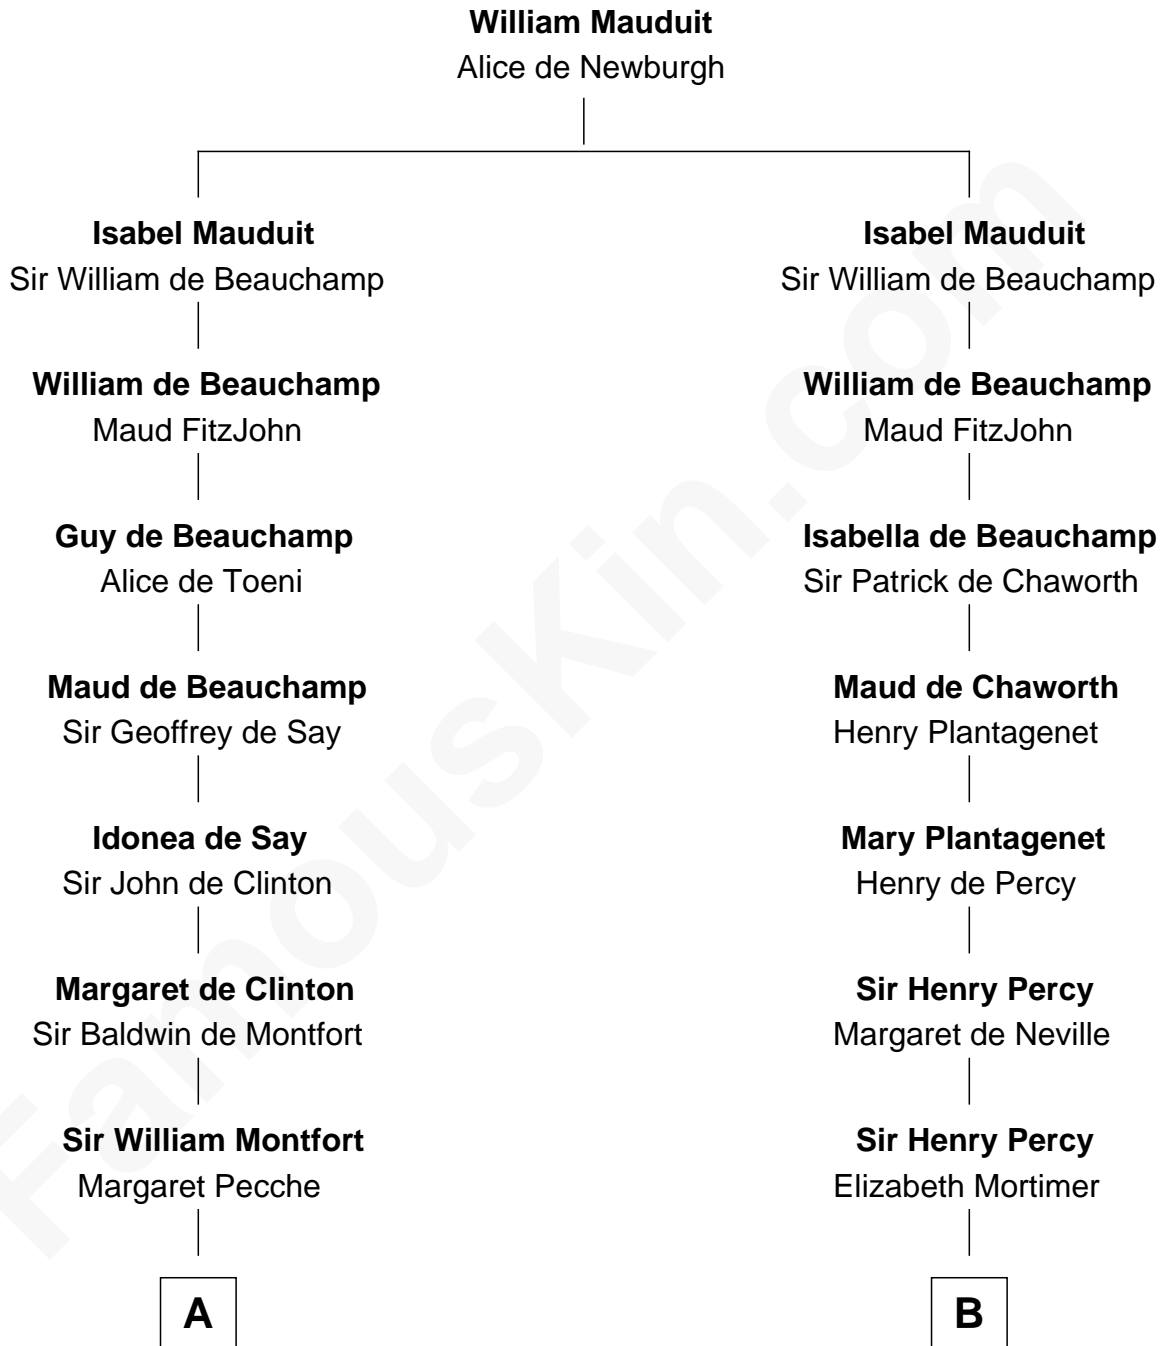 William Mauduit
Alice de Newburgh
Isabel Mauduit
Sir William de Beauchamp
Isabel Mauduit
Sir William de Beauchamp
William de Beauchamp
Maud FitzJohn
William de Beauchamp
Maud FitzJohn
Guy de Beauchamp
Alice de Toeni
Isabella de Beauchamp
Sir Patrick de Chaworth
Maud de Beauchamp
Sir Geoffrey de Say
Maud de Chaworth
Henry Plantagenet
Idonea de Say
Sir John de Clinton
Mary Plantagenet
Henry de Percy
Margaret de Clinton
Sir Baldwin de Montfort
Sir Henry Percy
Margaret de Neville
Sir William Montfort
Margaret Pecche
Sir Henry Percy
Elizabeth Mortimer
A
B
FamousKin.com